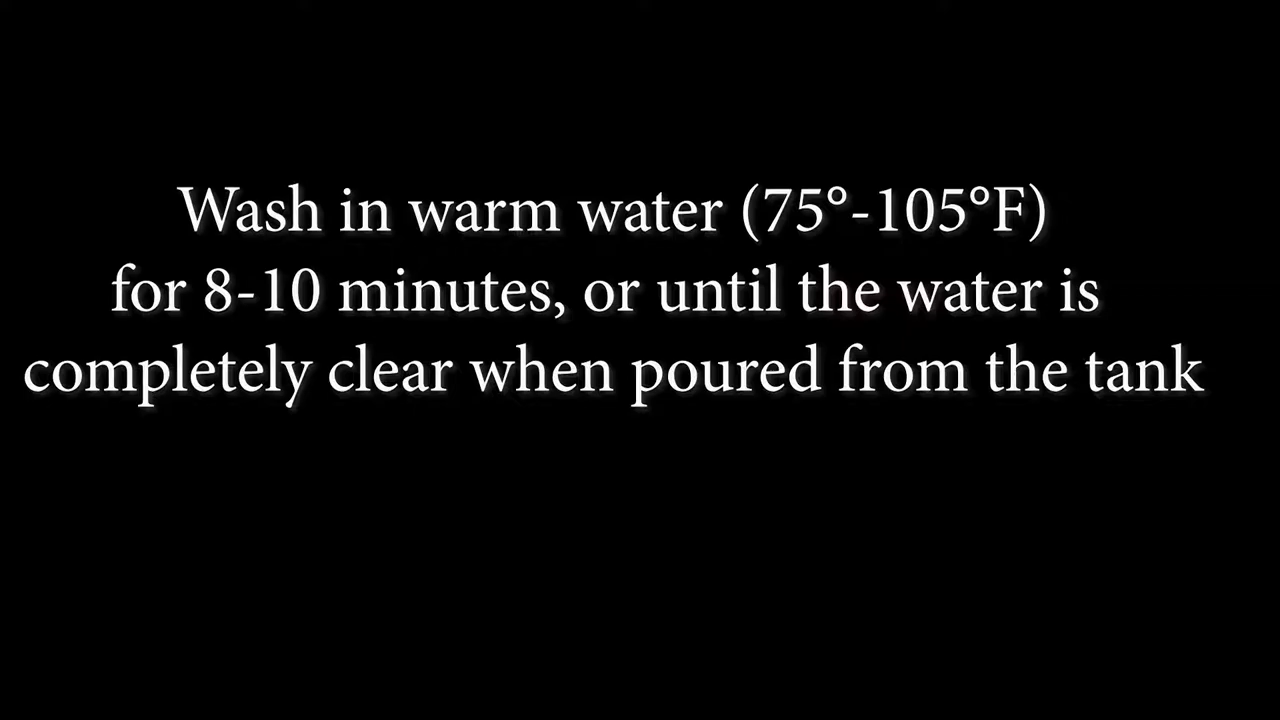 Wash in warm water (75°-105°F)
for 8-10 minutes, or until the water is
completely clear when poured from the tank